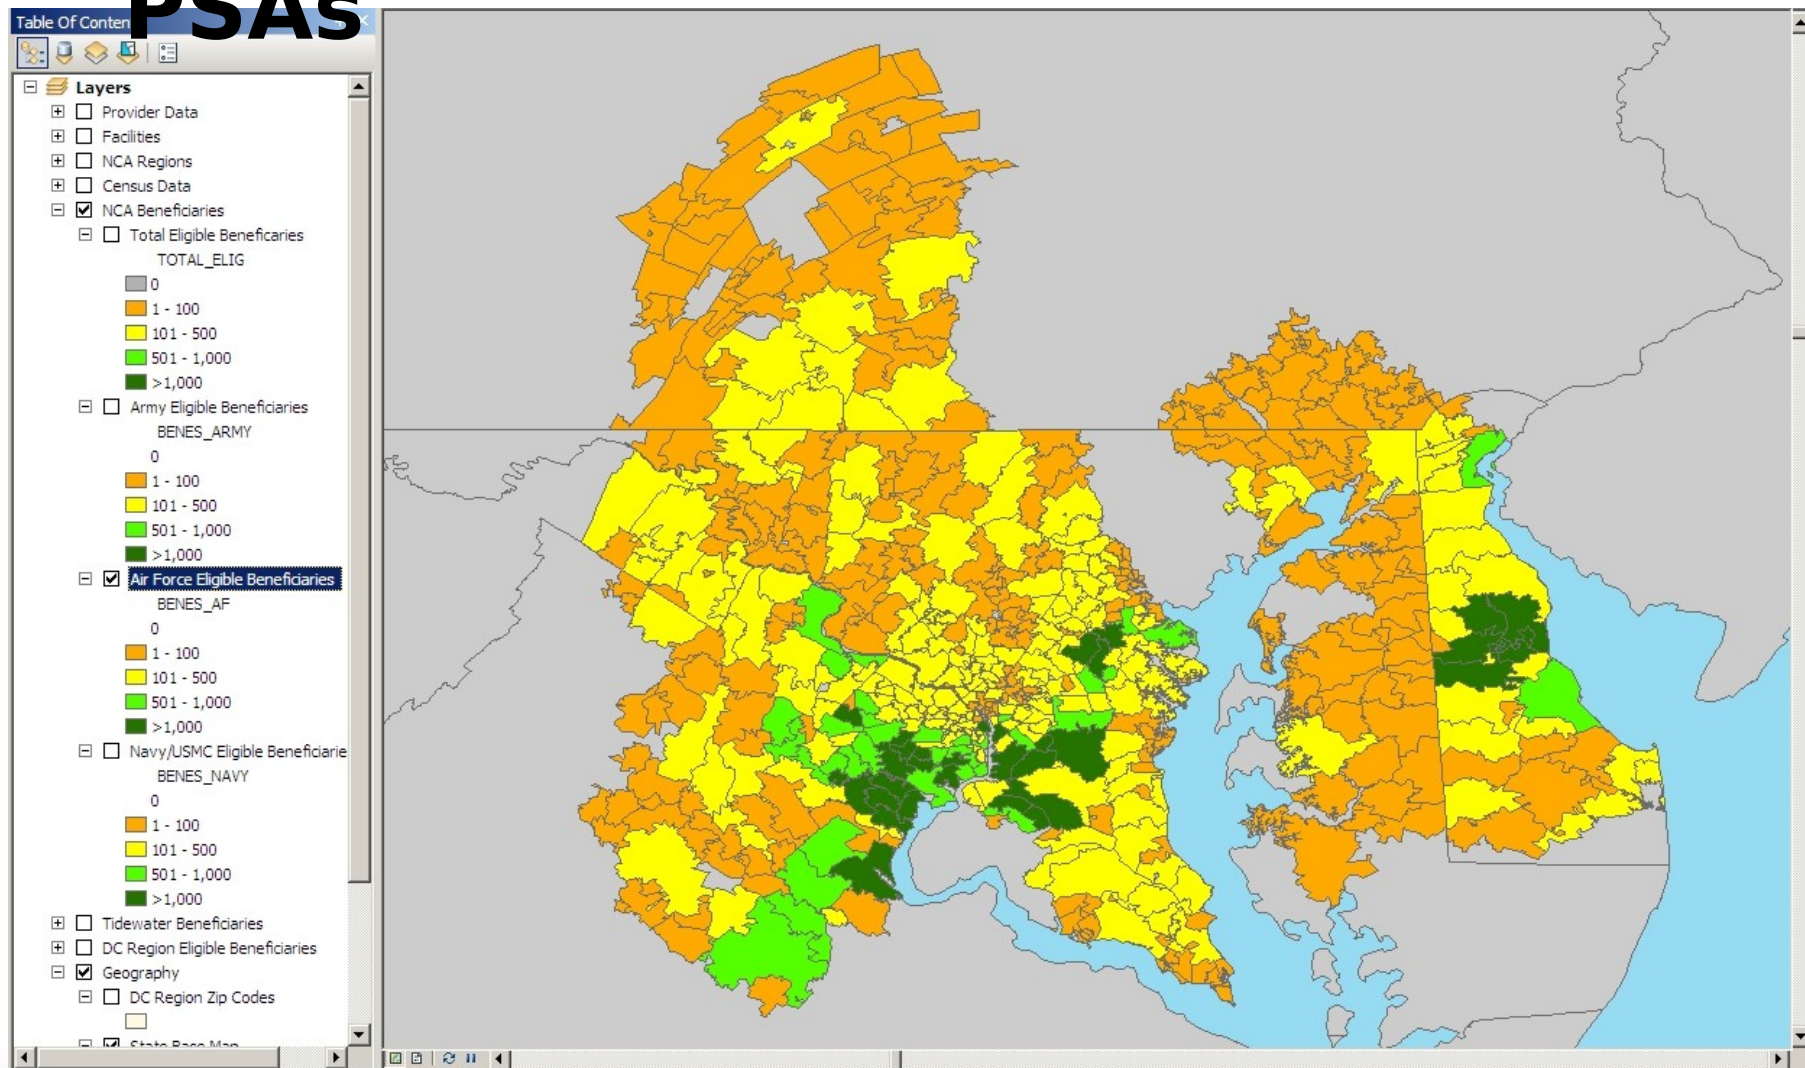 PSAs
Table Of Conten
Layers
Provider Data
Facilities
NCA Regions
Census Data
NCA Beneficiaries
Total Eligible Beneficaries
TOTAL_ELIG
0
1 - 100
101 - 500
501 - 1,000
>1,000
Army Eligible Beneficiaries
BENES_ARMY
0
1 - 100
101 - 500
501 - 1,000
>1,000
Air Force Eligible Beneficiaries
BENES_AF
0
1 - 100
101 - 500
501 - 1,000
>1,000
Navy/USMC Eligible Beneficiarie
BENES_NAVY
0
1 - 100
101 - 500
501 - 1,000
>1,000
Tidewater Beneficiaries
DC Region Eligible Beneficiaries
Geography
DC Region Zip Codes
State Base Map